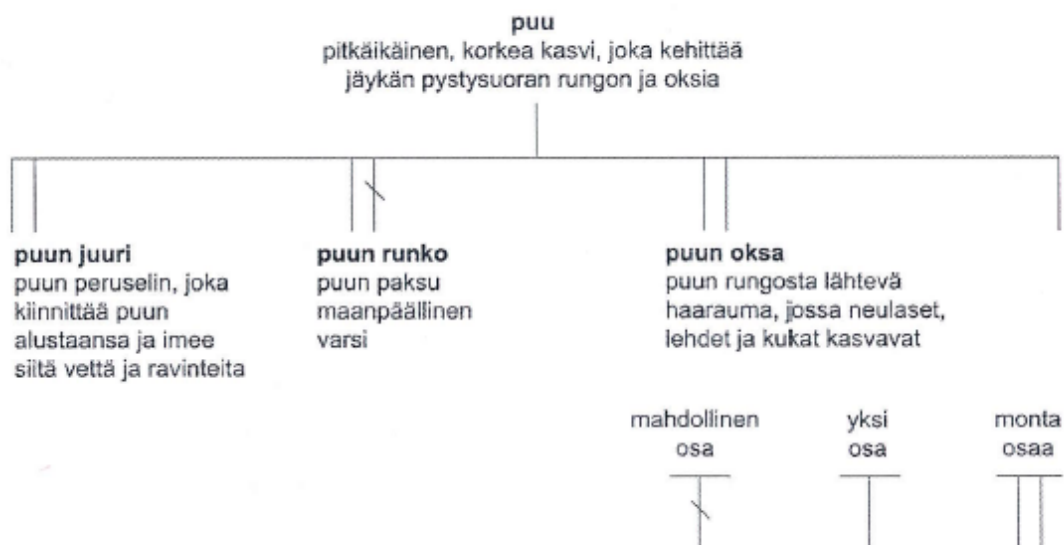 puu
pitkäikäinen, korkea kasvi, joka kehittää
jäykän pystysuoran rungon ja oksia
puun juuri
puun peruselin, joka
kiinnittää puun
alustaansa ja imee
siitä vettä ja ravinteita
puun runko
puun paksu
maanpäällinen
varsi
puun oksa
puun rungosta lähtevä
haarauma, jossa neulaset,
lehdet ja kukat kasvavat
mahdollinen
osa
yksi
osa
monta
osaa